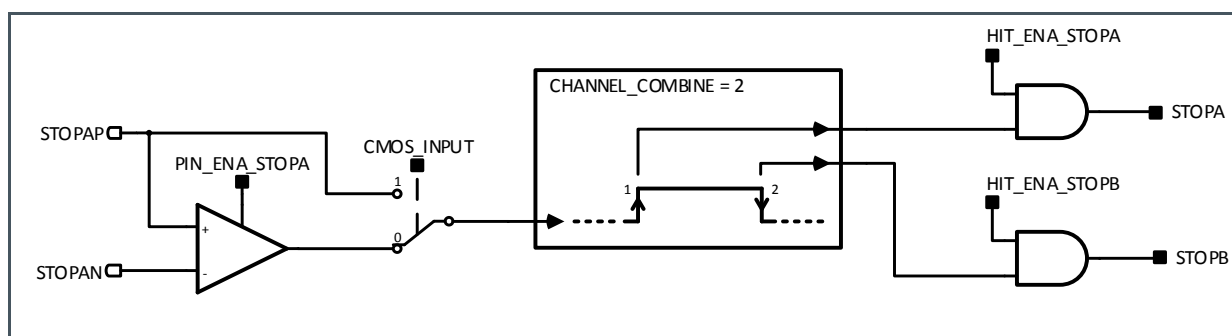 HIT_ENA_STOPA
CHANNEL_COMBINE = 2
STOPA
STOPAP
CMOS_INPUT
PIN_ENA_STOPA
1
1
2
HIT_ENA_STOPB
+
0
STOPAN
-
STOPB